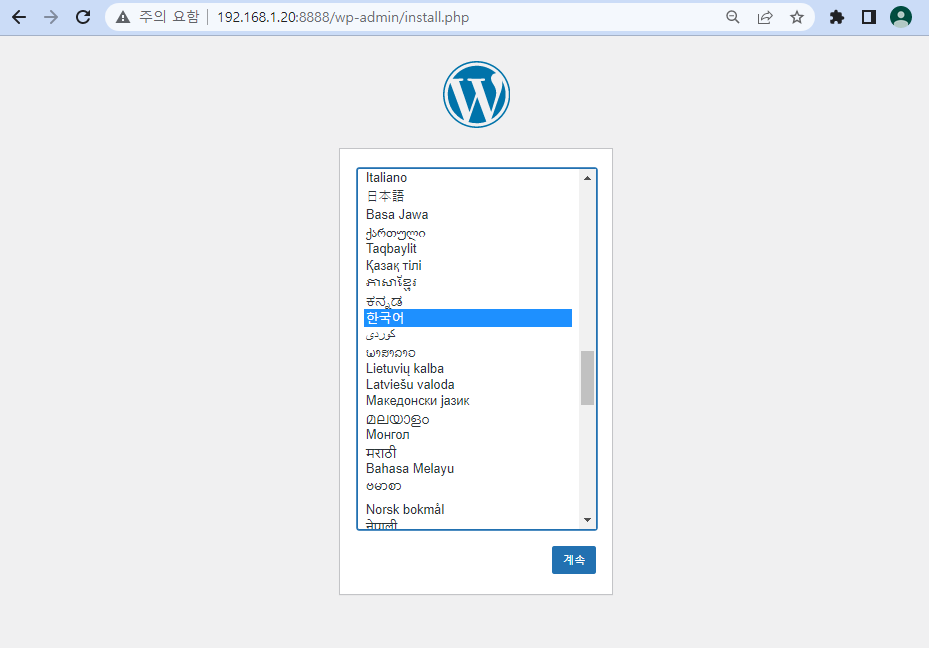 주의 요함 192.168.1.20:8888/wp-admin/install.php
Italiano
日本語
Basa Jawa
ქართული
Taqbaylit
Қазақ тілі
ភាសាខ្មែរ
ಕನ್ನಡ
한국어
كوردی
ພາສາລາວ
Lietuvių kalba
Latviešu valoda
Македонски јазик
മലയാളം
Монгол
मराठी
Bahasa Melayu
ဗမာစာ
Norsk bokmål
नेपाली
계속